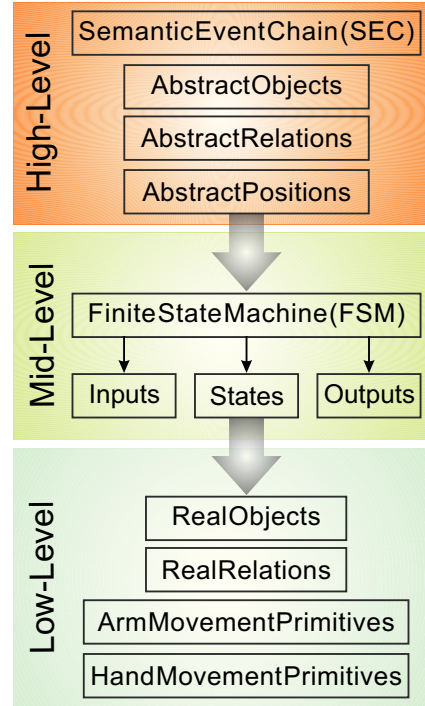 High-Level
SemanticEventChain(SEC)
AbstractObjects
AbstractRelations
AbstractPositions
Mid-Level
FiniteStateMachine(FSM)
Inputs States Outputs
Low-Level
RealObjects
RealRelations
ArmMovementPrimitives
HandMovementPrimitives